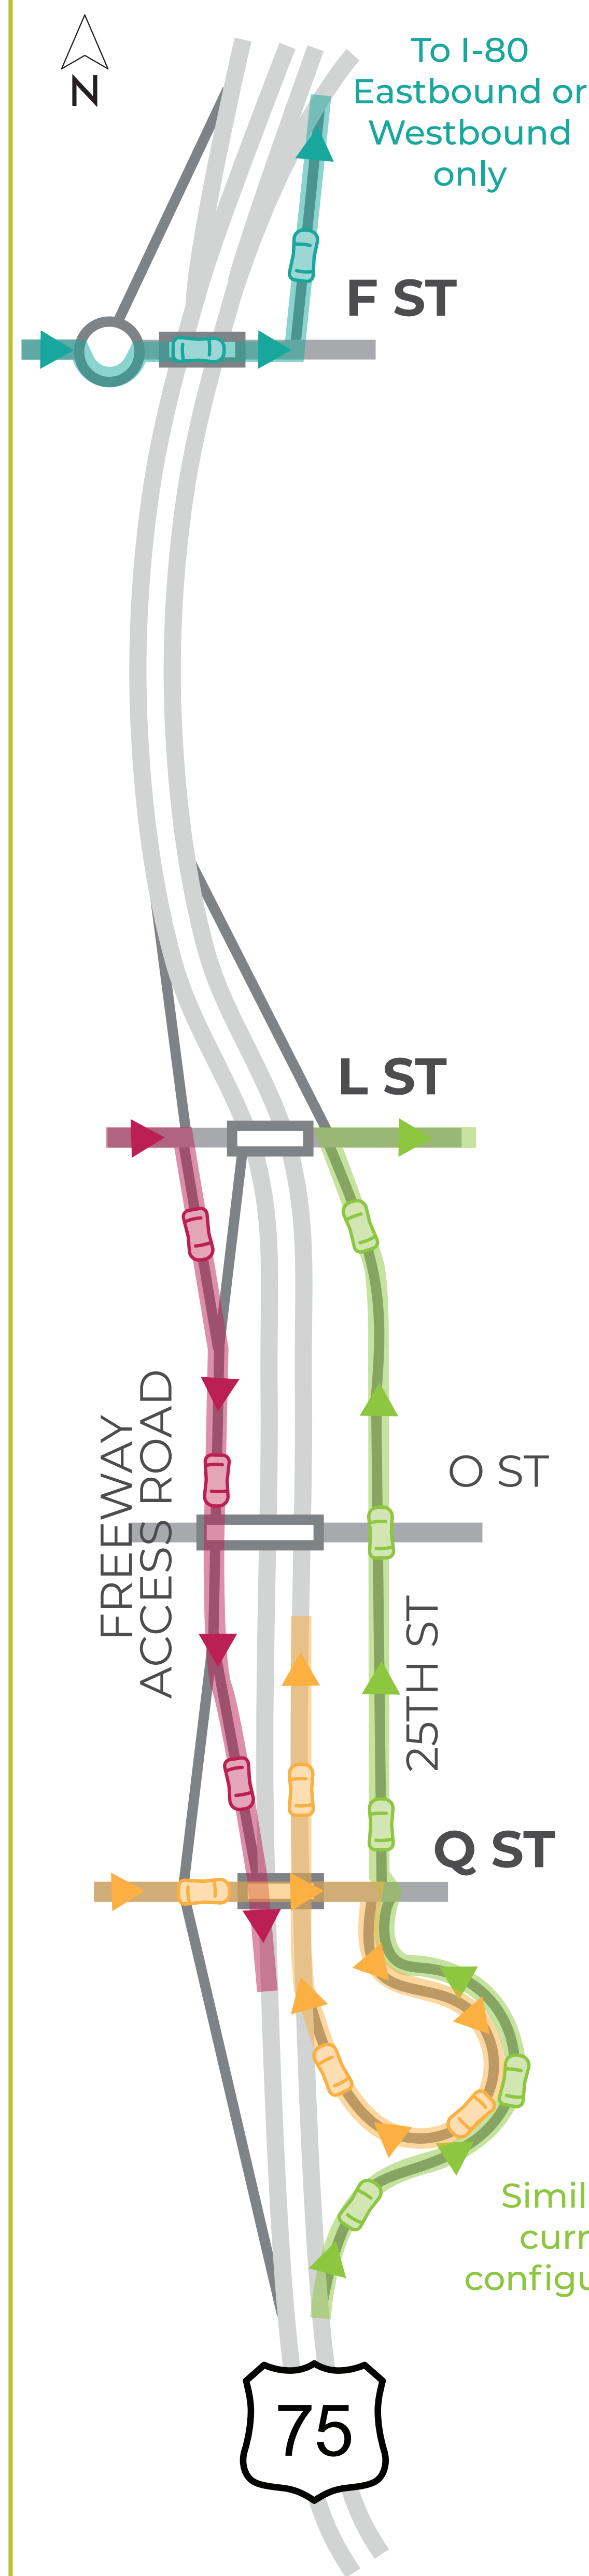 N
To I-80
Eastbound or
Westbound
only
F ST
L ST
FREEWAY
ACCESS ROAD
O ST
25TH ST
Q ST
75